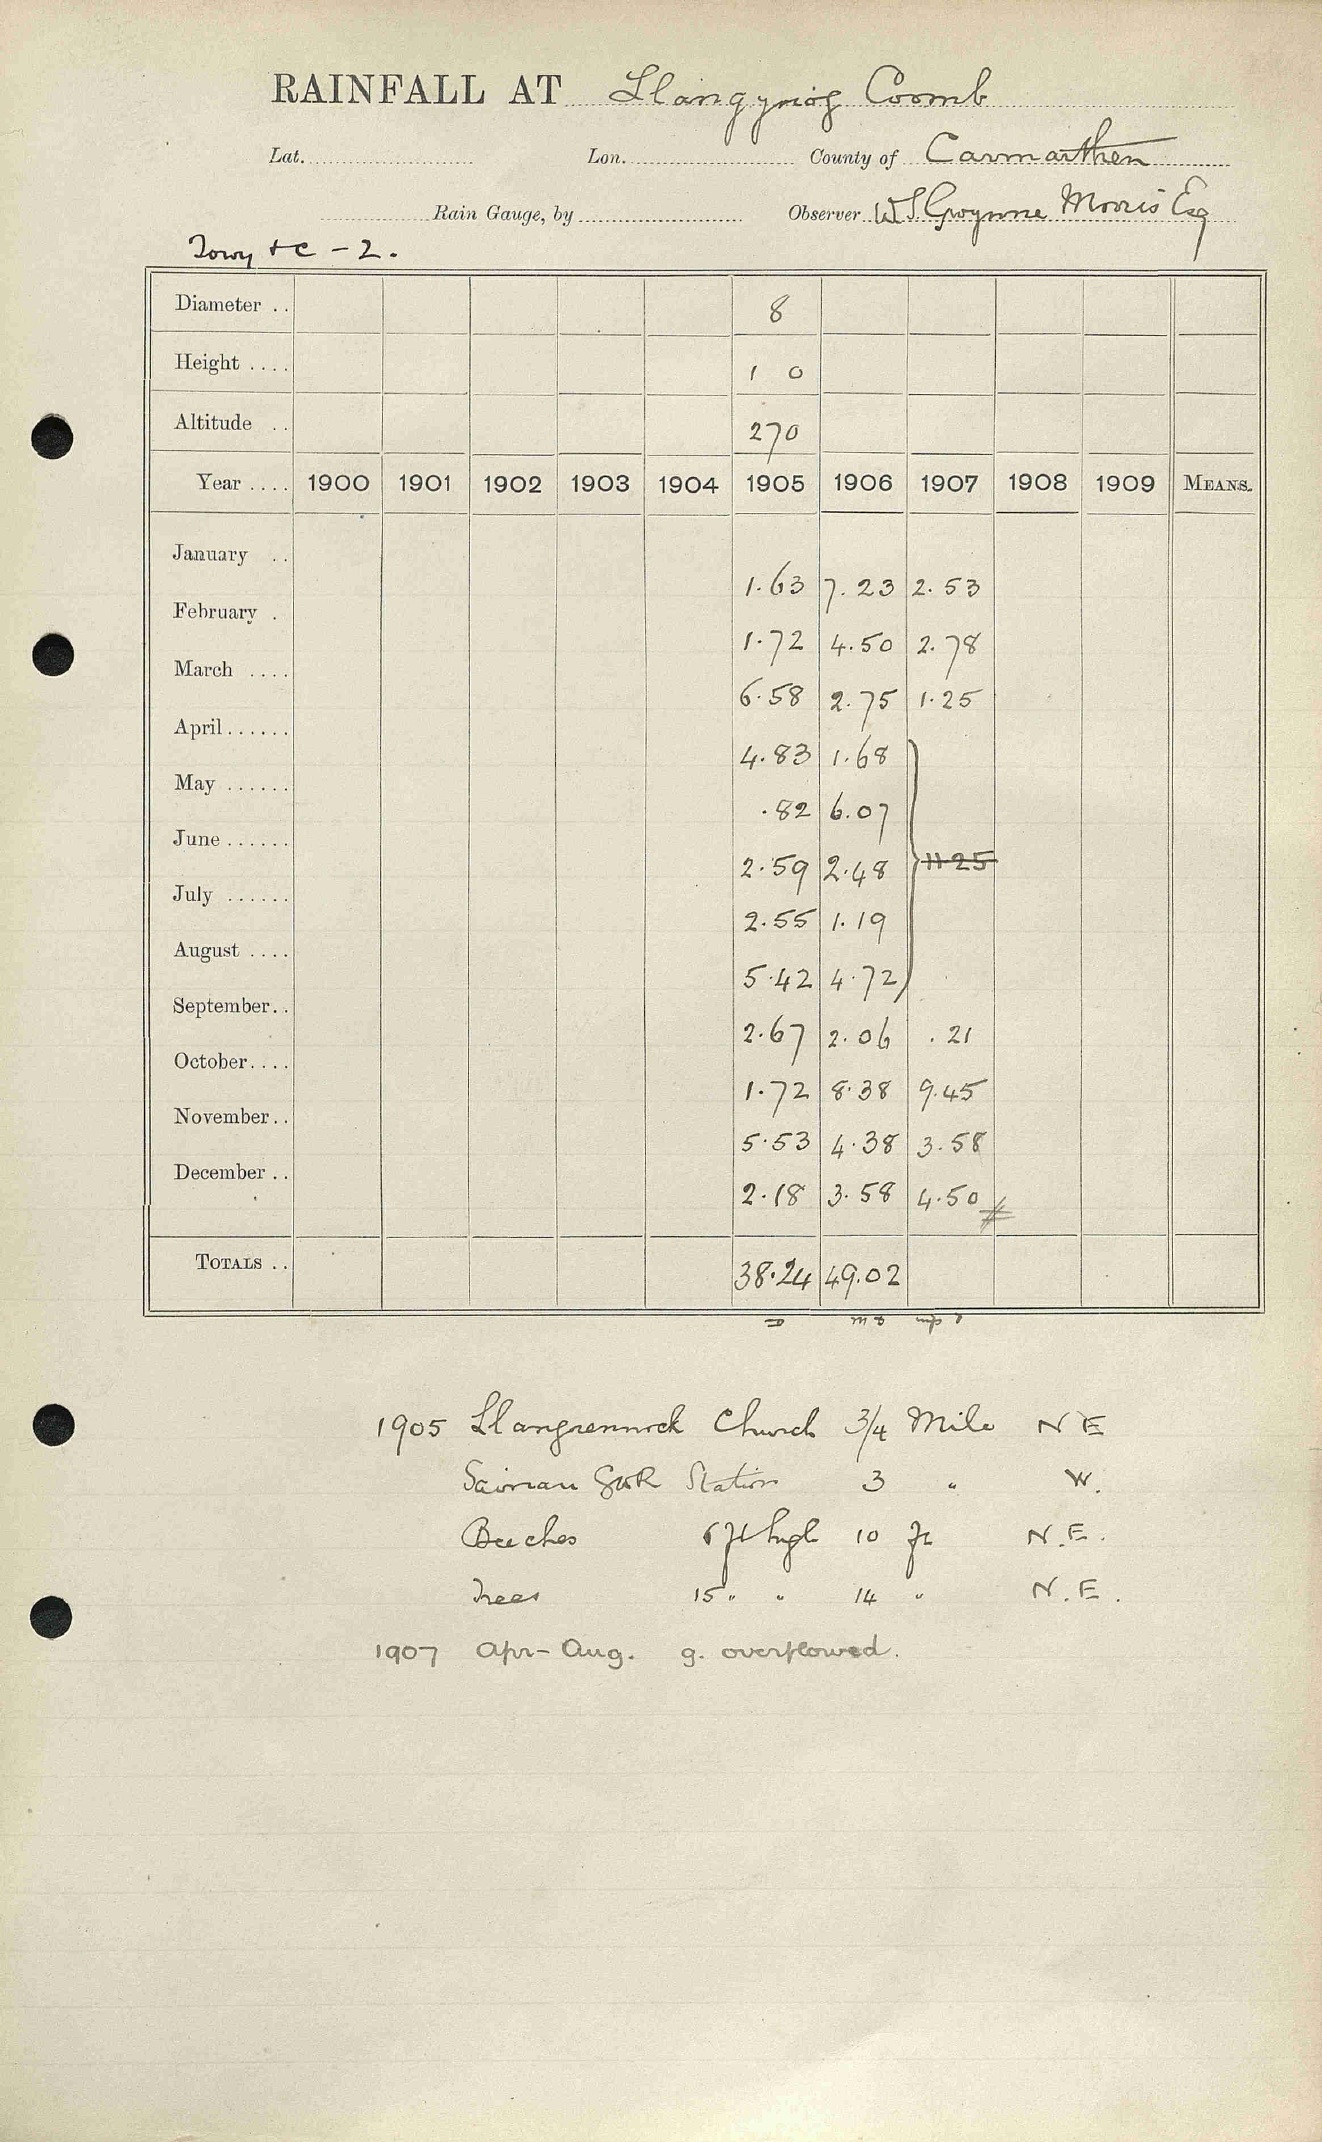 RAINFALL AT Llangynog Coomb
Lat. Lon. County of Carmarthen
Rain Gauge, by Observer W S Gwynne Morris Esq
Towy + C - 2.
Diameter .. 8
Height .... 1 0
Altitude .. 270
Year .... 1900 1901 1902 1903 1904 1905 1906 1907 1908 1909 MEANS.
January .. 1.63 7.23 2.53
February . 1.72 4.50 2.78
March .... 6.58 2.75 1.25
April ...... 4.83 1.68
May ...... .82 6.07
June ...... 2.59 2.48 11.25
July ...... 2.55 1.19
August .... 5.42 4.72
September.. 2.67 2.06 .21
October.... 1.72 8.38 9.45
November.. 5.53 4.38 3.58
December .. 2.18 3.58 4.50
TOTALS .. 38.24 49.02
1905 Llangynnock Church 3/4 Mile N E
GWR Station 3 " W.
Beeches 6 ft high 10 ft N.E.
Trees 15 " " 14 " N.E.
1907 Apr-Aug. g. overflowed.